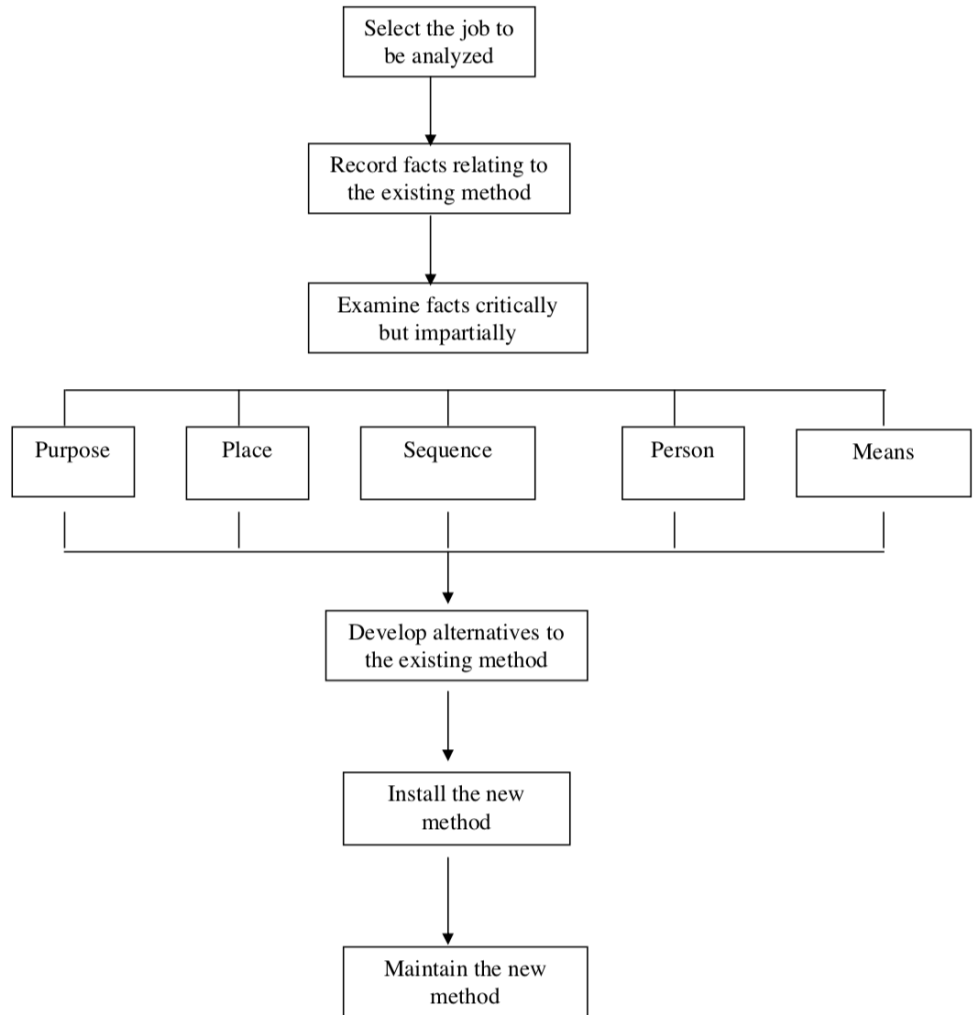 Select the job to
be analyzed
Record facts relating to
the existing method
Examine facts critically
but impartially
Purpose
Place
Sequence
Person
Means
Develop alternatives to
the existing method
Install the new
method
Maintain the new
method